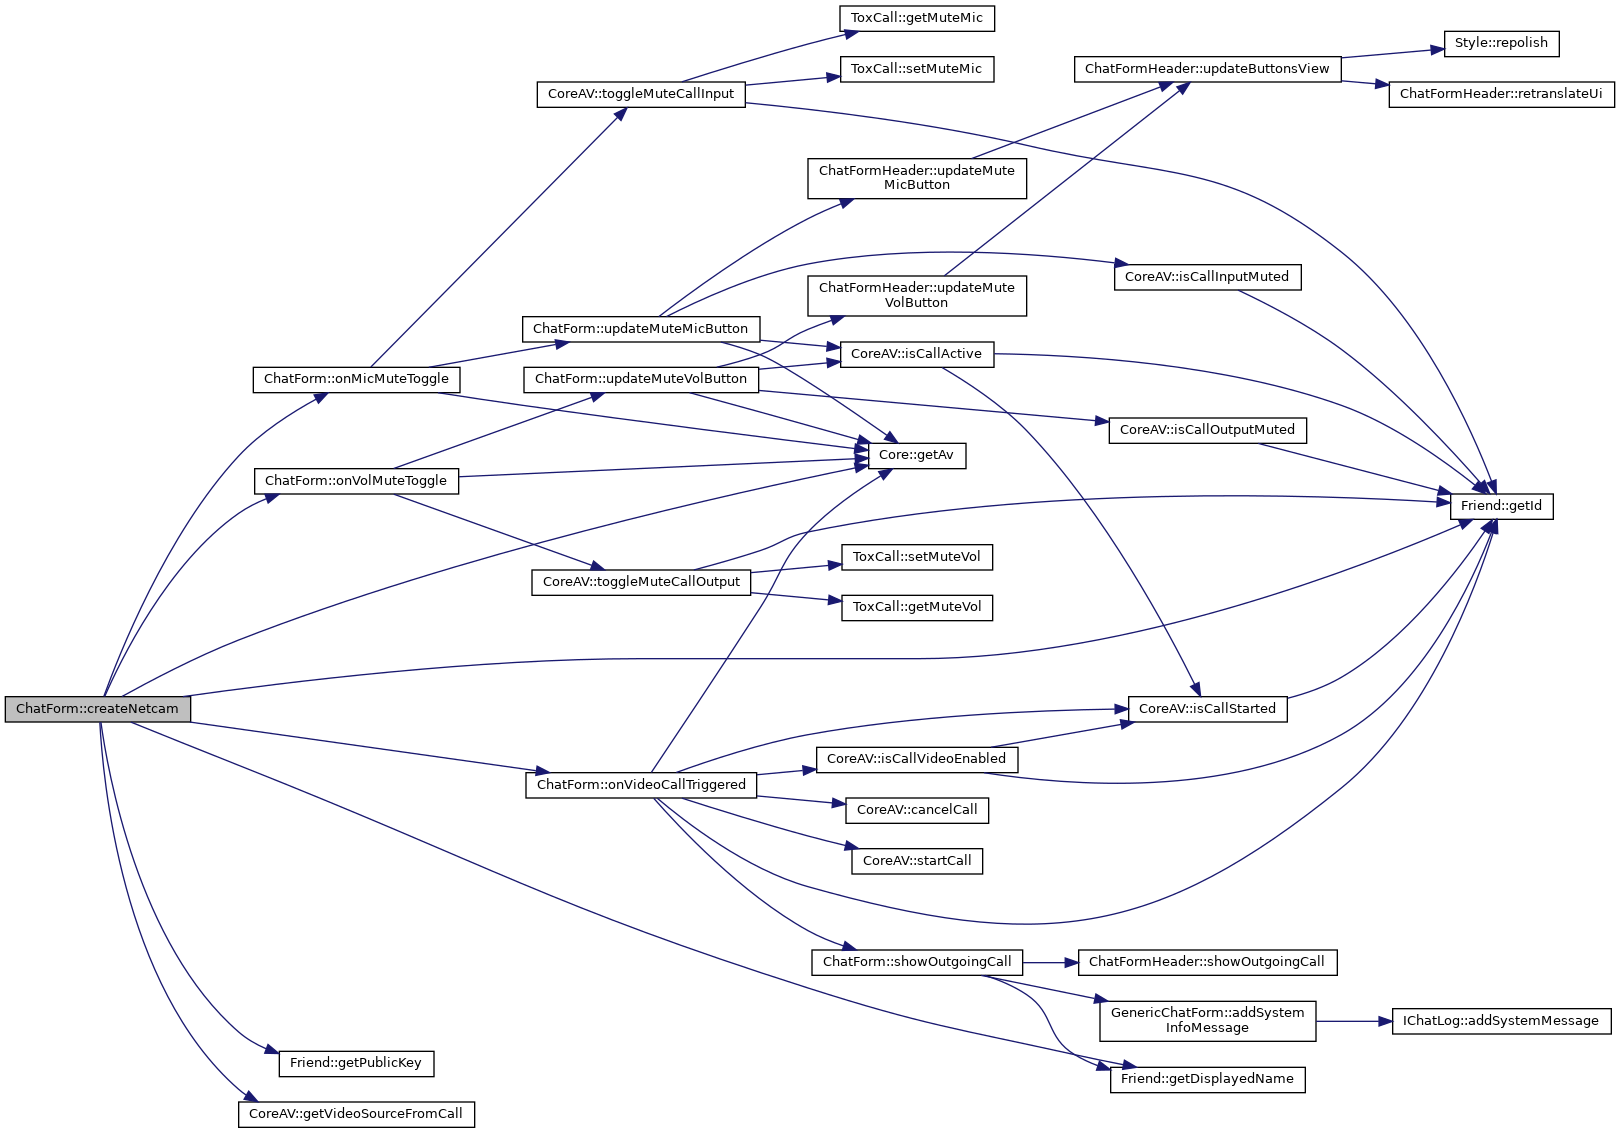 ToxCall::getMuteMic
Style::repolish
ToxCall::setMuteMic
ChatFormHeader::updateButtonsView
CoreAV::toggleMuteCallInput
ChatFormHeader::retranslateUi
ChatFormHeader::updateMute
MicButton
CoreAV::isCallInputMuted
ChatFormHeader::updateMute
VolButton
ChatForm::updateMuteMicButton
CoreAV::isCallActive
ChatForm::onMicMuteToggle
ChatForm::updateMuteVolButton
CoreAV::isCallOutputMuted
Core::getAv
ChatForm::onVolMuteToggle
Friend::getId
ToxCall::setMuteVol
CoreAV::toggleMuteCallOutput
ToxCall::getMuteVol
ChatForm::createNetcam
CoreAV::isCallStarted
CoreAV::isCallVideoEnabled
ChatForm::onVideoCallTriggered
CoreAV::cancelCall
CoreAV::startCall
ChatForm::showOutgoingCall
ChatFormHeader::showOutgoingCall
GenericChatForm::addSystem
InfoMessage
IChatLog::addSystemMessage
Friend::getPublicKey
Friend::getDisplayedName
CoreAV::getVideoSourceFromCall